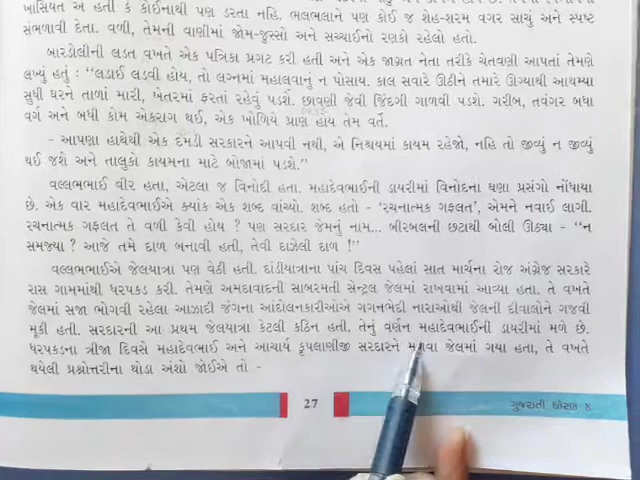 ખાસિયત એ હતી કે કોઈનાથી પણ ડરતા નહિ, ભલભલાને પણ કોઈ જ શેહ-શરમ વગર સાચું અને સ્પષ્ટ
સંભળાવી દેતા. વળી, તેમની વાણીમાં જોમ-જુસ્સો અને સચ્ચાઈનો રણકો રહેલો હતો.
બારડોલીની લડત વખતે એક પત્રિકા પ્રગટ કરી હતી અને એક જાગ્રત નેતા તરીકે ચેતવણી આપતાં તેમણે
લખ્યું હતું : ‘‘લડાઈ લડવી હોય, તો લગ્નમાં મહાલવાનું ન પોસાય. કાલ સવારે ઊઠીને તમારે ઊગ્યાથી આથમ્યા
સુધી ઘરને તાળાં મારી, ખેતરમાં ફરતાં રહેવું પડશે. છાવણી જેવી જિંદગી ગાળવી પડશે. ગરીબ, તવંગર બધા
વર્ગ અને બધી કોમ એકરાગ થઈ, એક ખોળિયે પ્રાણ હોય તેમ વર્તે.
- આપણા હાથેથી એક દમડી સરકારને આપવી નથી, એ નિશ્ચયમાં કાયમ રહેજો, નહિ તો જીવ્યું ન જીવ્યું
થઈ જશે અને તાલુકો કાયમના માટે બોજામાં પડશે.’’
વલ્લભભાઈ વીર હતા, એટલા જ વિનોદી હતા. મહાદેવભાઈની ડાયરીમાં વિનોદના ઘણા પ્રસંગો નોંધાયા
છે. એક વાર મહાદેવભાઈએ ક્યાંક એક શબ્દ વાંચ્યો. શબ્દ હતો - ‘રચનાત્મક ગફલત’, એમને નવાઈ લાગી.
રચનાત્મક ગફલત તે વળી કેવી હોય ? પણ સરદાર જેમનું નામ... બીરબલની છટાથી બોલી ઊઠ્યા - ‘‘ન
સમજ્યા ? આજે તમે દાળ બનાવી હતી, તેવી દાઝેલી દાળ !’’
વલ્લભભાઈએ જેલયાત્રા પણ વેઠી હતી. દાંડીયાત્રાના પાંચ દિવસ પહેલાં સાત માર્ચના રોજ અંગ્રેજ સરકારે
રાસ ગામમાંથી ધરપકડ કરી. તેમણે અમદાવાદની સાબરમતી સેન્ટ્રલ જેલમાં રાખવામાં આવ્યા હતા. તે વખતે
જેલમાં સજા ભોગવી રહેલા આઝાદી જંગના આંદોલનકારીઓએ ગગનભેદી નારાઓથી જેલની દીવાલોને ગજવી
મૂકી હતી. સરદારની આ પ્રથમ જેલયાત્રા કેટલી કઠિન હતી, તેનું વર્ણન મહાદેવભાઈની ડાયરીમાં મળે છે.
ધરપકડના ત્રીજા દિવસે મહાદેવભાઈ અને આચાર્ય કૃપલાણીજી સરદારને મળવા જેલમાં ગયા હતા, તે વખતે
થયેલી પ્રશ્નોત્તરીના થોડા અંશો જોઈએ તો -
27
ગુજરાતી ધોરણ 8